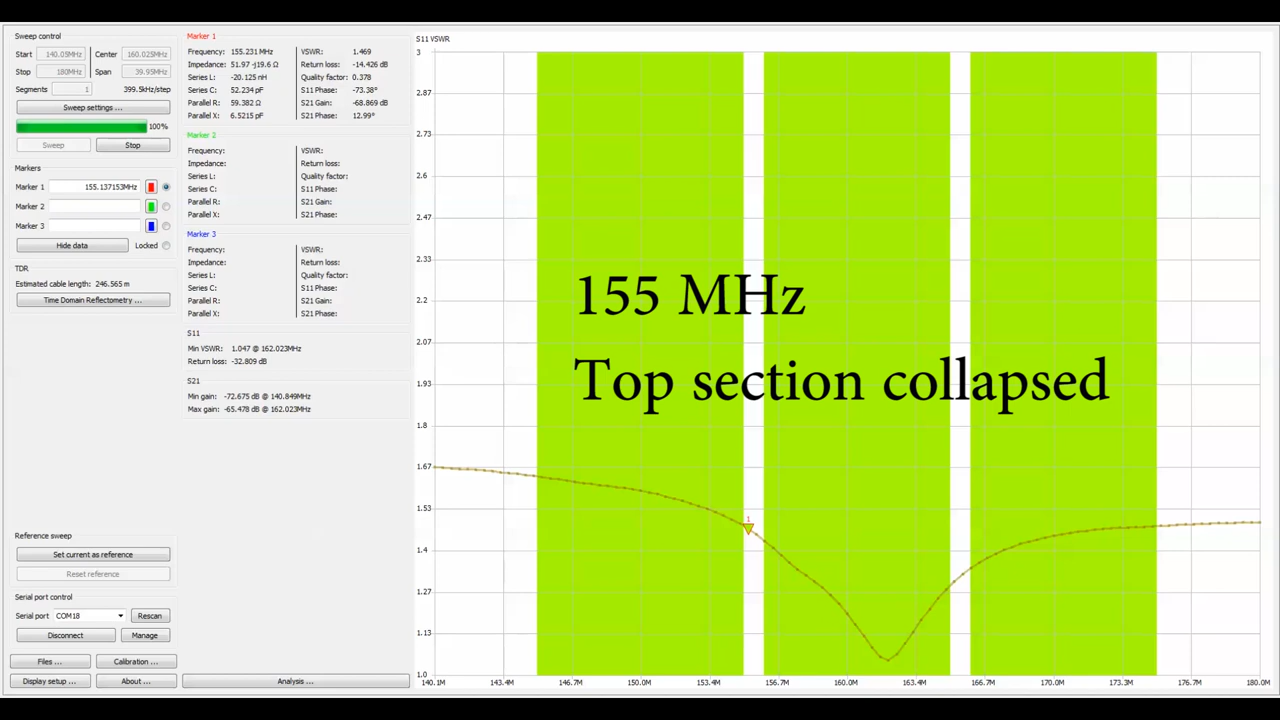 Sweep control
Start 140.05MHz Center 160.025MHz
Stop 180MHz Span 39.95MHz
Segments 1 399.5kHz/step
Sweep settings ...
100%
Sweep Stop
Markers
Marker 1 155.137153MHz
Marker 2
Marker 3
Hide data Locked
TDR
Estimated cable length: 246.565 m
Time Domain Reflectometry ...
Reference sweep
Set current as reference
Reset reference
Serial port control
Serial port COM18 Rescan
Disconnect Manage
Files ... Calibration ...
Display setup ... About ...
Marker 1
Frequency: 155.231 MHz VSWR: 1.469
Impedance: 51.97 -j19.6 Ω Return loss: -14.426 dB
Series L: -20.125 nH Quality factor: 0.378
Series C: 52.234 pF S11 Phase: -73.38°
Parallel R: 59.382 Ω S21 Gain: -68.869 dB
Parallel X: 6.5215 pF S21 Phase: 12.99°
Marker 2
Frequency: VSWR:
Impedance: Return loss:
Series L: Quality factor:
Series C: S11 Phase:
Parallel R: S21 Gain:
Parallel X: S21 Phase:
Marker 3
Frequency: VSWR:
Impedance: Return loss:
Series L: Quality factor:
Series C: S11 Phase:
Parallel R: S21 Gain:
Parallel X: S21 Phase:
S11
Min VSWR: 1.047 @ 162.023MHz
Return loss: -32.809 dB
S21
Min gain: -72.675 dB @ 140.849MHz
Max gain: -65.478 dB @ 162.023MHz
Analysis ...
S11 VSWR
3
2.87
2.73
2.6
2.47
2.33
2.2
2.07
1.93
1.8
1.67
1.53
1.4
1.27
1.13
1.0
155 MHz
Top section collapsed
1
140.1M 143.4M 146.7M 150.0M 153.4M 156.7M 160.0M 163.4M 166.7M 170.0M 173.3M 176.7M 180.0M